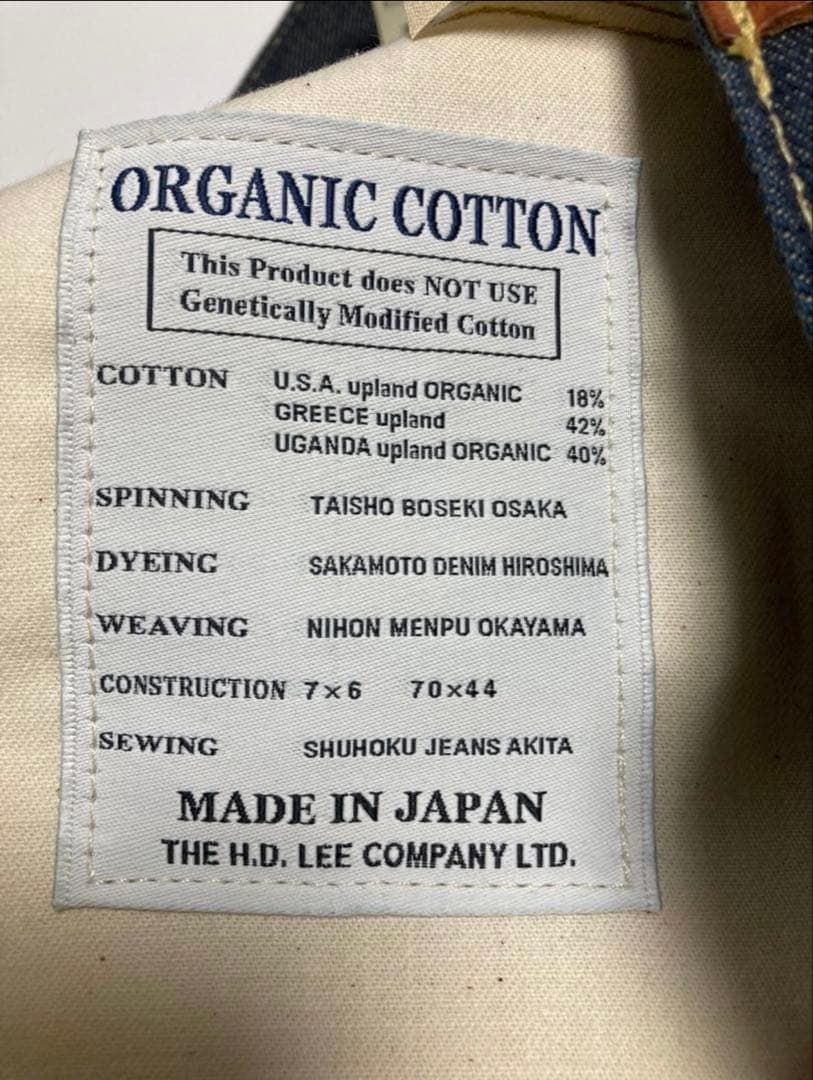 ORGANIC COTTON
This Product does NOT USE
Genetically Modified Cotton
COTTON U.S.A. upland ORGANIC 18%
GREECE upland 42%
UGANDA upland ORGANIC 40%
SPINNING TAISHO BOSEKI OSAKA
DYEING SAKAMOTO DENIM HIROSHIMA
WEAVING NIHON MENPU OKAYAMA
CONSTRUCTION 7×6 70×44
SEWING SHUHOKU JEANS AKITA
MADE IN JAPAN
THE H.D. LEE COMPANY LTD.